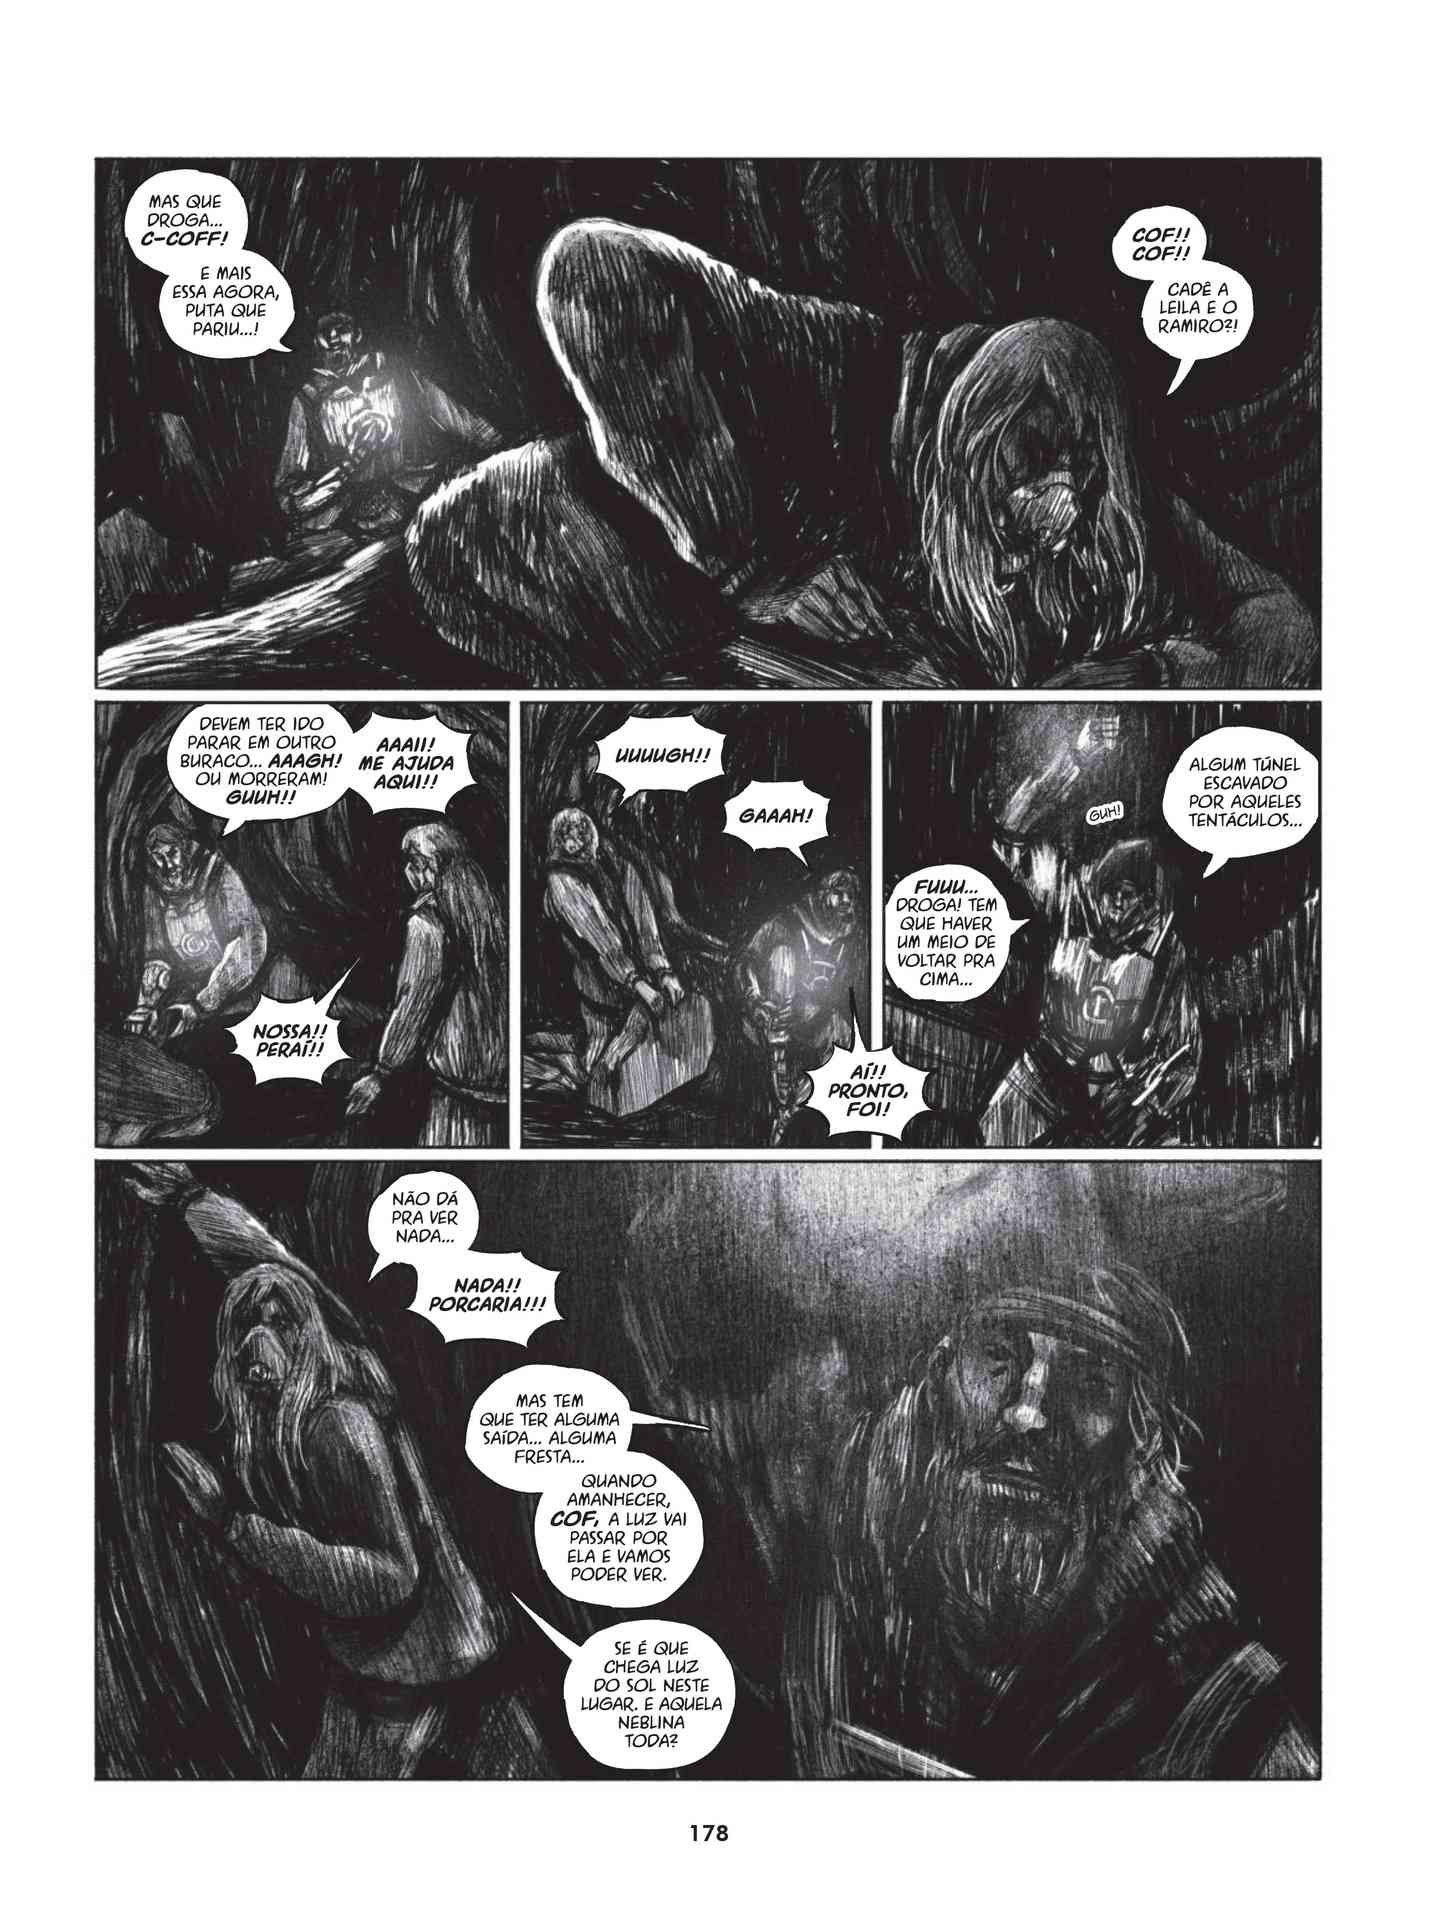 MAS QUE
DROGA...
C-COFF!
E MAIS
ESSA AGORA,
PUTA QUE
PARIU...!
COF!!
COF!!
CADÊ A
LEILA E O
RAMIRO?!
DEVEM TER IDO
PARAR EM OUTRO
BURACO... AAAGH!
OU MORRERAM!
GUUH!!
AAAII!
ME AJUDA
AQUI!!
NOSSA!!
PERAÍ!!
UUUUGH!!
GAAAH!
AÍ!!
PRONTO,
FOI!
GUH!
ALGUM TÚNEL
ESCAVADO
POR AQUELES
TENTÁCULOS...
FUUU...
DROGA! TEM
QUE HAVER
UM MEIO DE
VOLTAR PRA
CIMA...
NÃO DÁ
PRA VER
NADA...
NADA!!
PORCARIA!!!
MAS TEM
QUE TER ALGUMA
SAÍDA... ALGUMA
FRESTA...
QUANDO
AMANHECER,
COF, A LUZ VAI
PASSAR POR
ELA E VAMOS
PODER VER.
SE É QUE
CHEGA LUZ
DO SOL NESTE
LUGAR. E AQUELA
NEBLINA
TODA?
178